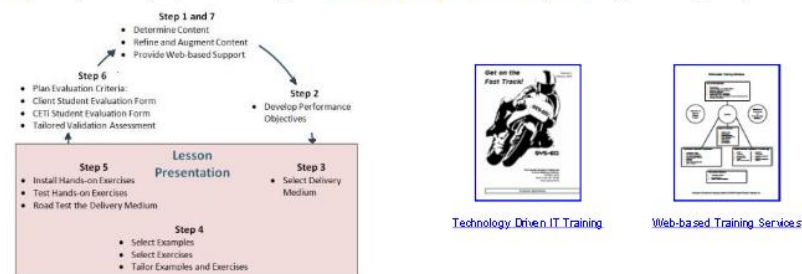 Step 1 and 7
• Determine Content
• Refine and Augment Content
• Provide Web-based Support
Step 2
• Develop Performance
Objectives
Step 3
• Select Delivery
Medium
Step 4
• Select Examples
• Select Exercises
• Tailor Examples and Exercises
Step 5
• Install Hands-on Exercises
• Test Hands-on Exercises
• Road Test the Delivery Medium
Step 6
• Plan Evaluation Criteria:
• Client Student Evaluation Form
• CETi Student Evaluation Form
• Tailored Validation Assessment
Lesson
Presentation
Get on the
Fast Track!
SYS-ED
Technology Driven IT Training
Web-based Training Services